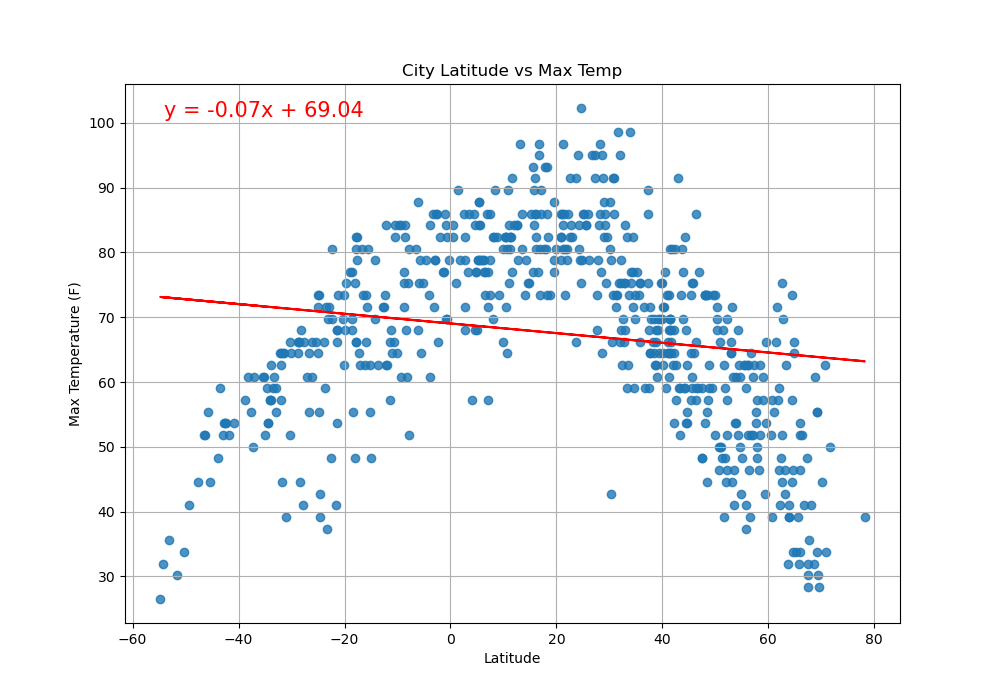 City Latitude vs Max Temp
y = -0.07x + 69.04
100
90
80
70
60
50
40
30
Max Temperature (F)
−60 −40 −20 0 20 40 60 80
Latitude